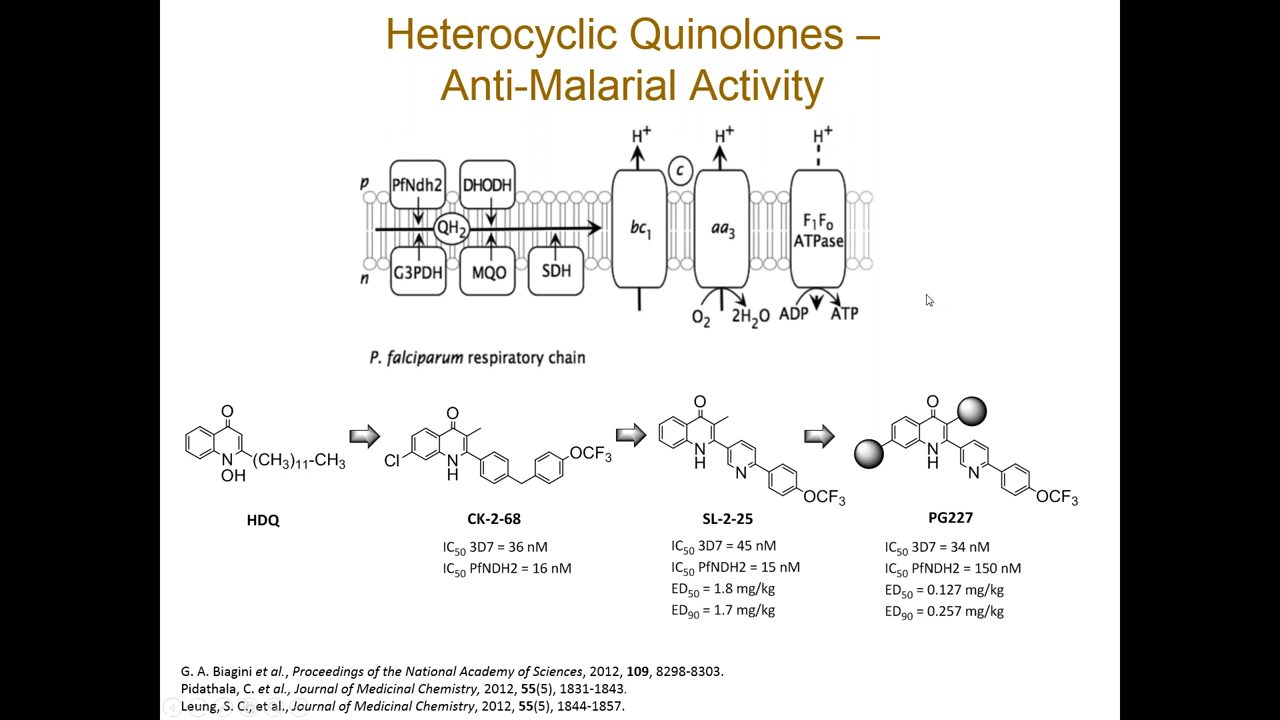 Heterocyclic Quinolones –
Anti-Malarial Activity
H+ H+ H+
c
p PfNdh2 DHODH
QH2 bc1 aa3 F1Fo
ATPase
n G3PDH MQO SDH
O2 2H2O ADP ATP
P. falciparum respiratory chain
O
N
OH
(CH3)11-CH3
O
Cl
N
H
OCF3
O
N
H
N
OCF3
O
N
H
N
OCF3
HDQ CK-2-68 SL-2-25 PG227
IC50 3D7 = 36 nM
IC50 PfNDH2 = 16 nM
IC50 3D7 = 45 nM
IC50 PfNDH2 = 15 nM
ED50 = 1.8 mg/kg
ED90 = 1.7 mg/kg
IC50 3D7 = 34 nM
IC50 PfNDH2 = 150 nM
ED50 = 0.127 mg/kg
ED90 = 0.257 mg/kg
G. A. Biagini et al., Proceedings of the National Academy of Sciences, 2012, 109, 8298-8303.
Pidathala, C. et al., Journal of Medicinal Chemistry, 2012, 55(5), 1831-1843.
Leung, S. C., et al., Journal of Medicinal Chemistry, 2012, 55(5), 1844-1857.